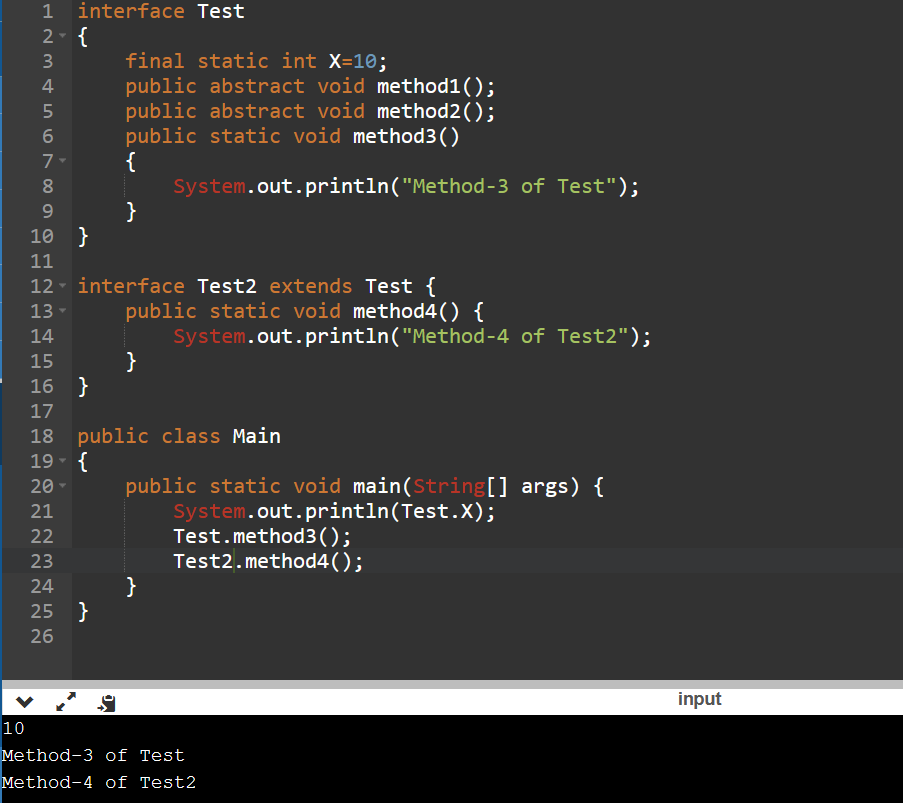 1 interface Test
2 {
3     final static int X=10;
4     public abstract void method1();
5     public abstract void method2();
6     public static void method3()
7     {
8         System.out.println("Method-3 of Test");
9     }
10 }
11
12 interface Test2 extends Test {
13     public static void method4() {
14         System.out.println("Method-4 of Test2");
15     }
16 }
17
18 public class Main
19 {
20     public static void main(String[] args) {
21         System.out.println(Test.X);
22         Test.method3();
23         Test2.method4();
24     }
25 }
26
input
10
Method-3 of Test
Method-4 of Test2